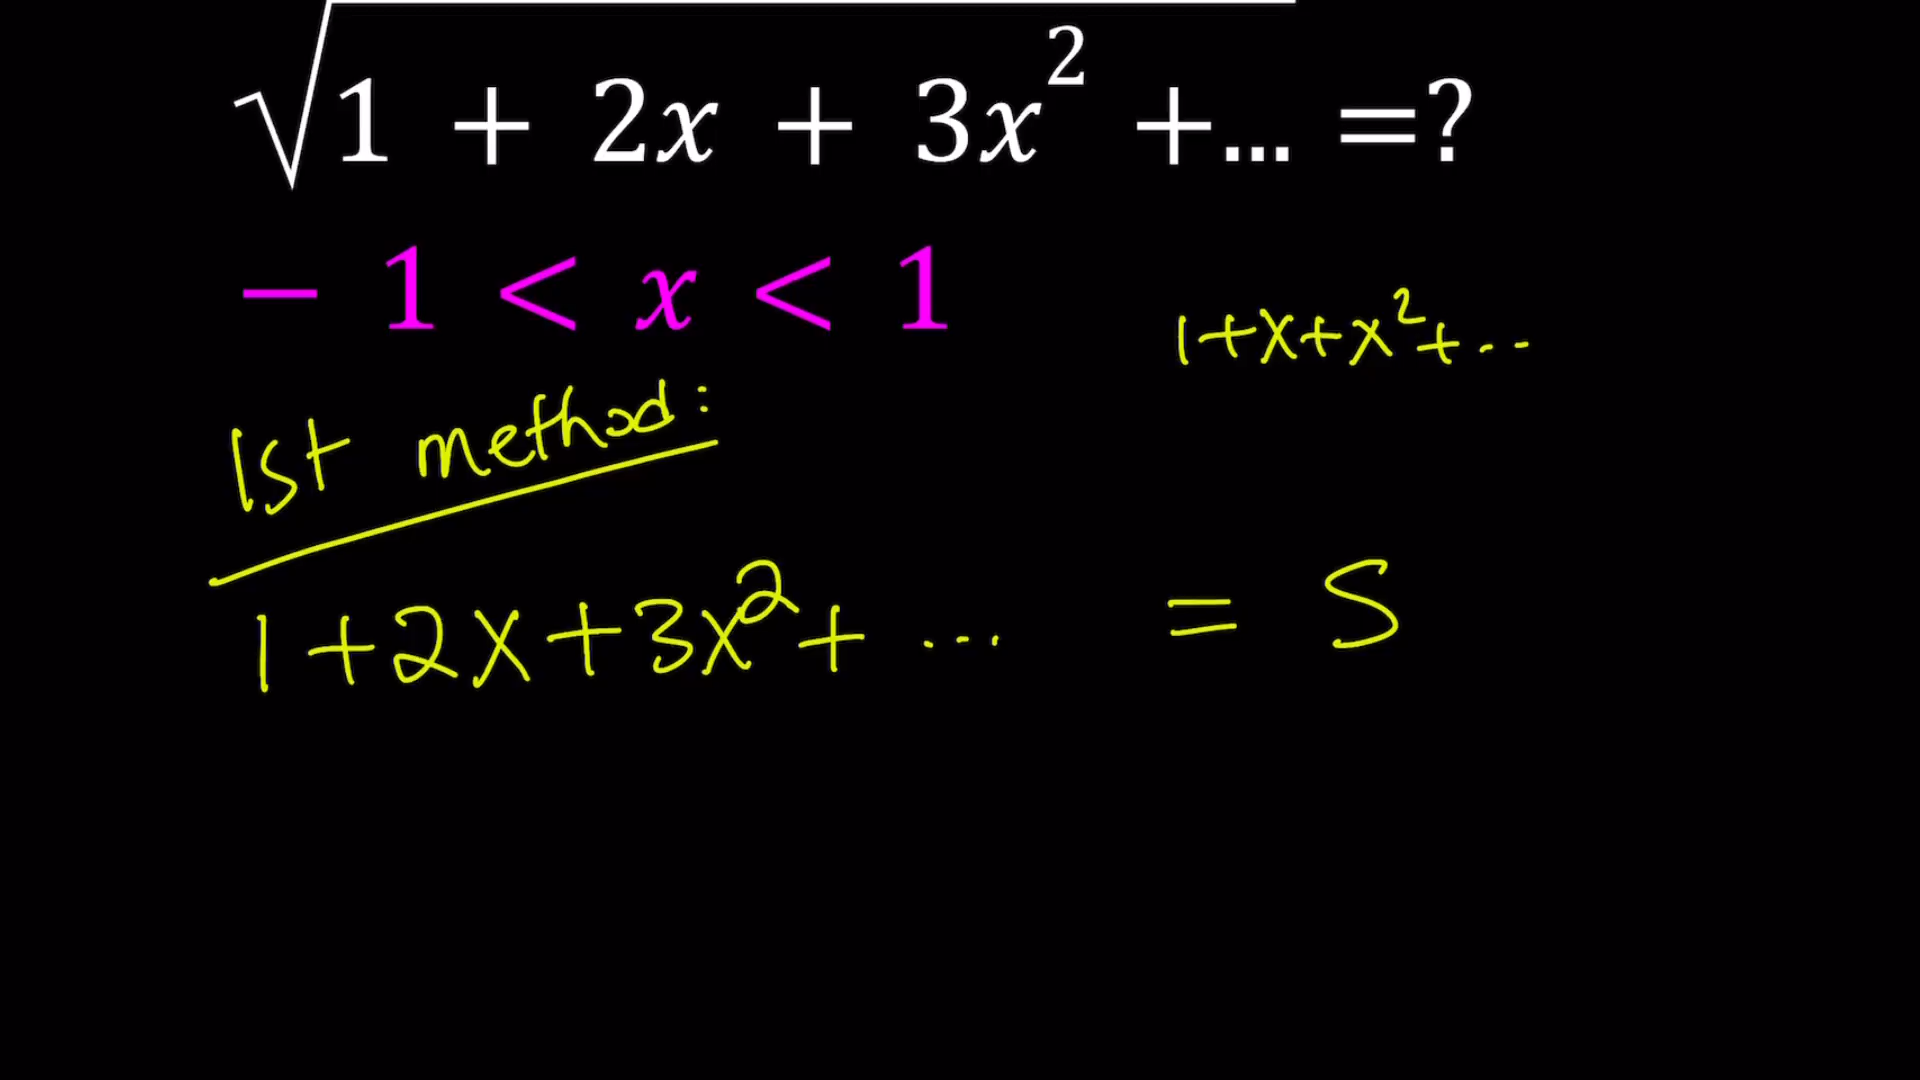 √1 + 2x + 3x² +... =?
− 1 < x < 1
1+x+x²+...
1st method:
1+2x+3x²+ ... = S